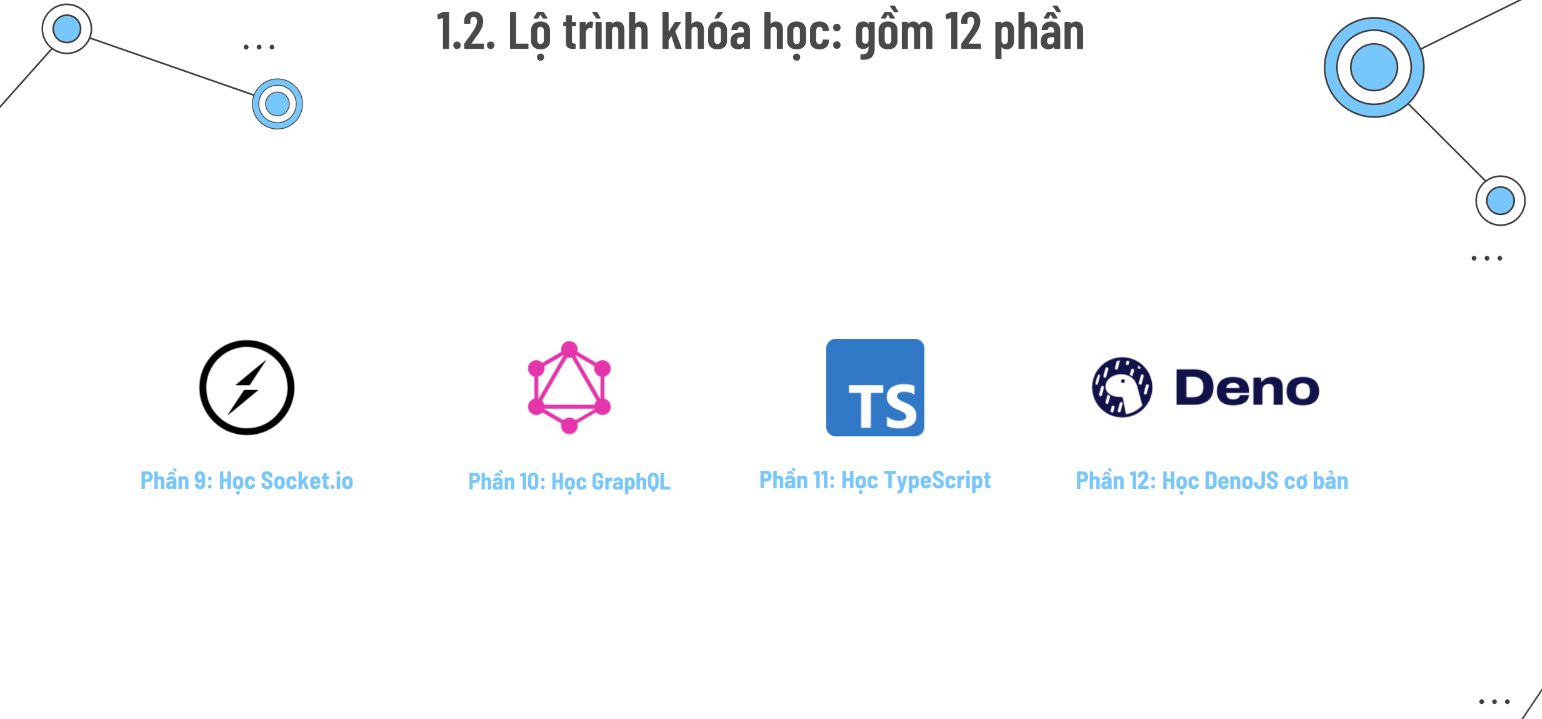 1.2. Lộ trình khóa học: gồm 12 phần
TS
Deno
Phần 9: Học Socket.io
Phần 10: Học GraphQL
Phần 11: Học TypeScript
Phần 12: Học DenoJS cơ bản